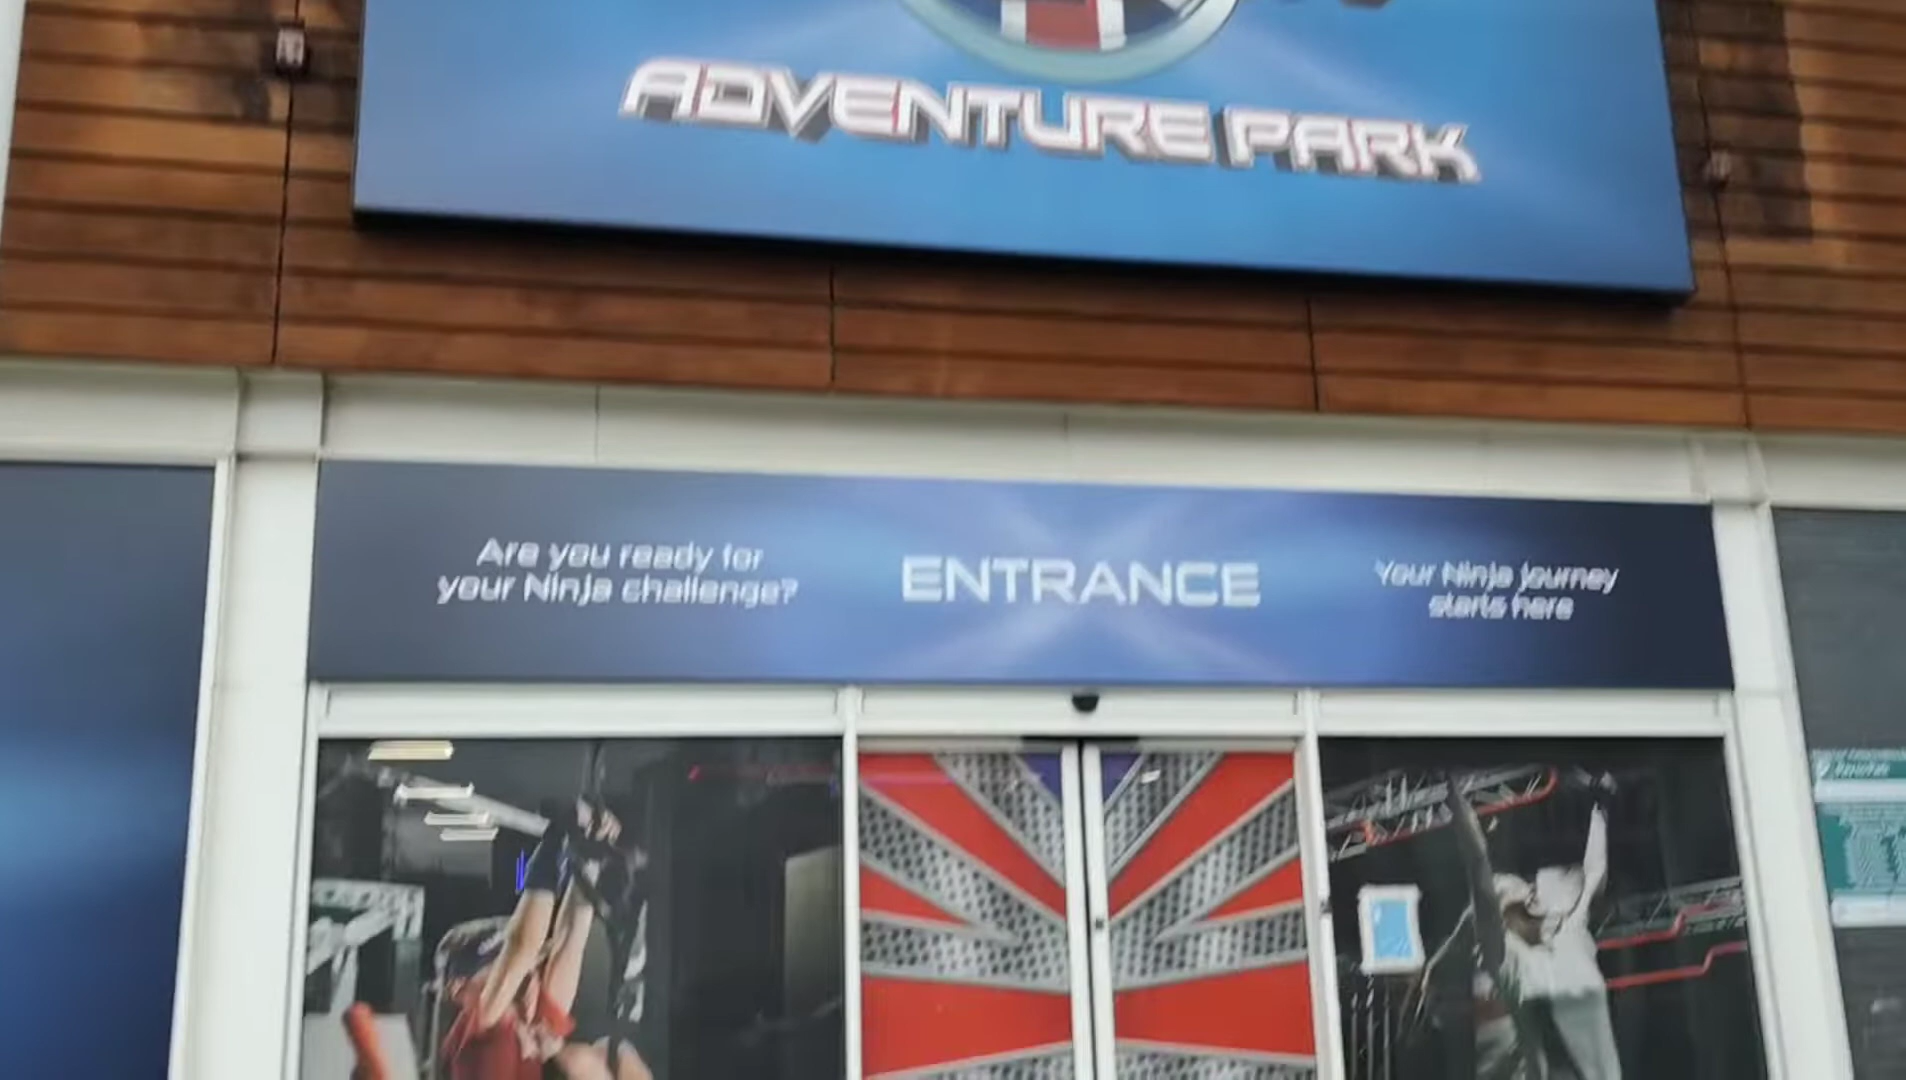 ADVENTURE PARK
Are you ready for
your Ninja challenge?
ENTRANCE
Your Ninja journey
starts here